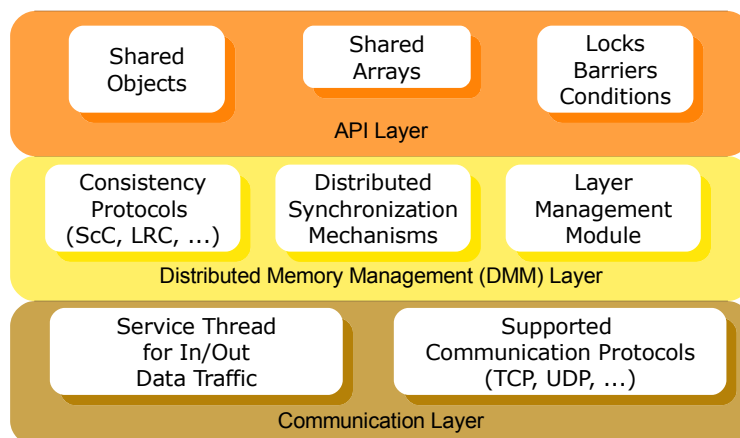 Shared
Objects
Shared
Arrays
Locks
Barriers
Conditions
API Layer
Consistency
Protocols
(ScC, LRC, ...)
Distributed
Synchronization
Mechanisms
Layer
Management
Module
Distributed Memory Management (DMM) Layer
Service Thread
for In/Out
Data Traffic
Supported
Communication Protocols
(TCP, UDP, ...)
Communication Layer